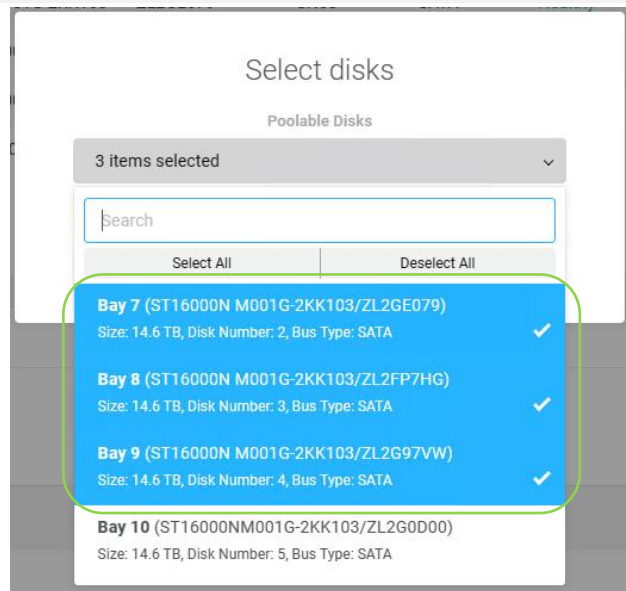 Select disks
Poolable Disks
3 items selected
Search
Select All Deselect All
Bay 7 (ST16000N M001G-2KK103/ZL2GE079)
Size: 14.6 TB, Disk Number: 2, Bus Type: SATA
Bay 8 (ST16000N M001G-2KK103/ZL2FP7HG)
Size: 14.6 TB, Disk Number: 3, Bus Type: SATA
Bay 9 (ST16000N M001G-2KK103/ZL2G97VW)
Size: 14.6 TB, Disk Number: 4, Bus Type: SATA
Bay 10 (ST16000NM001G-2KK103/ZL2G0D00)
Size: 14.6 TB, Disk Number: 5, Bus Type: SATA